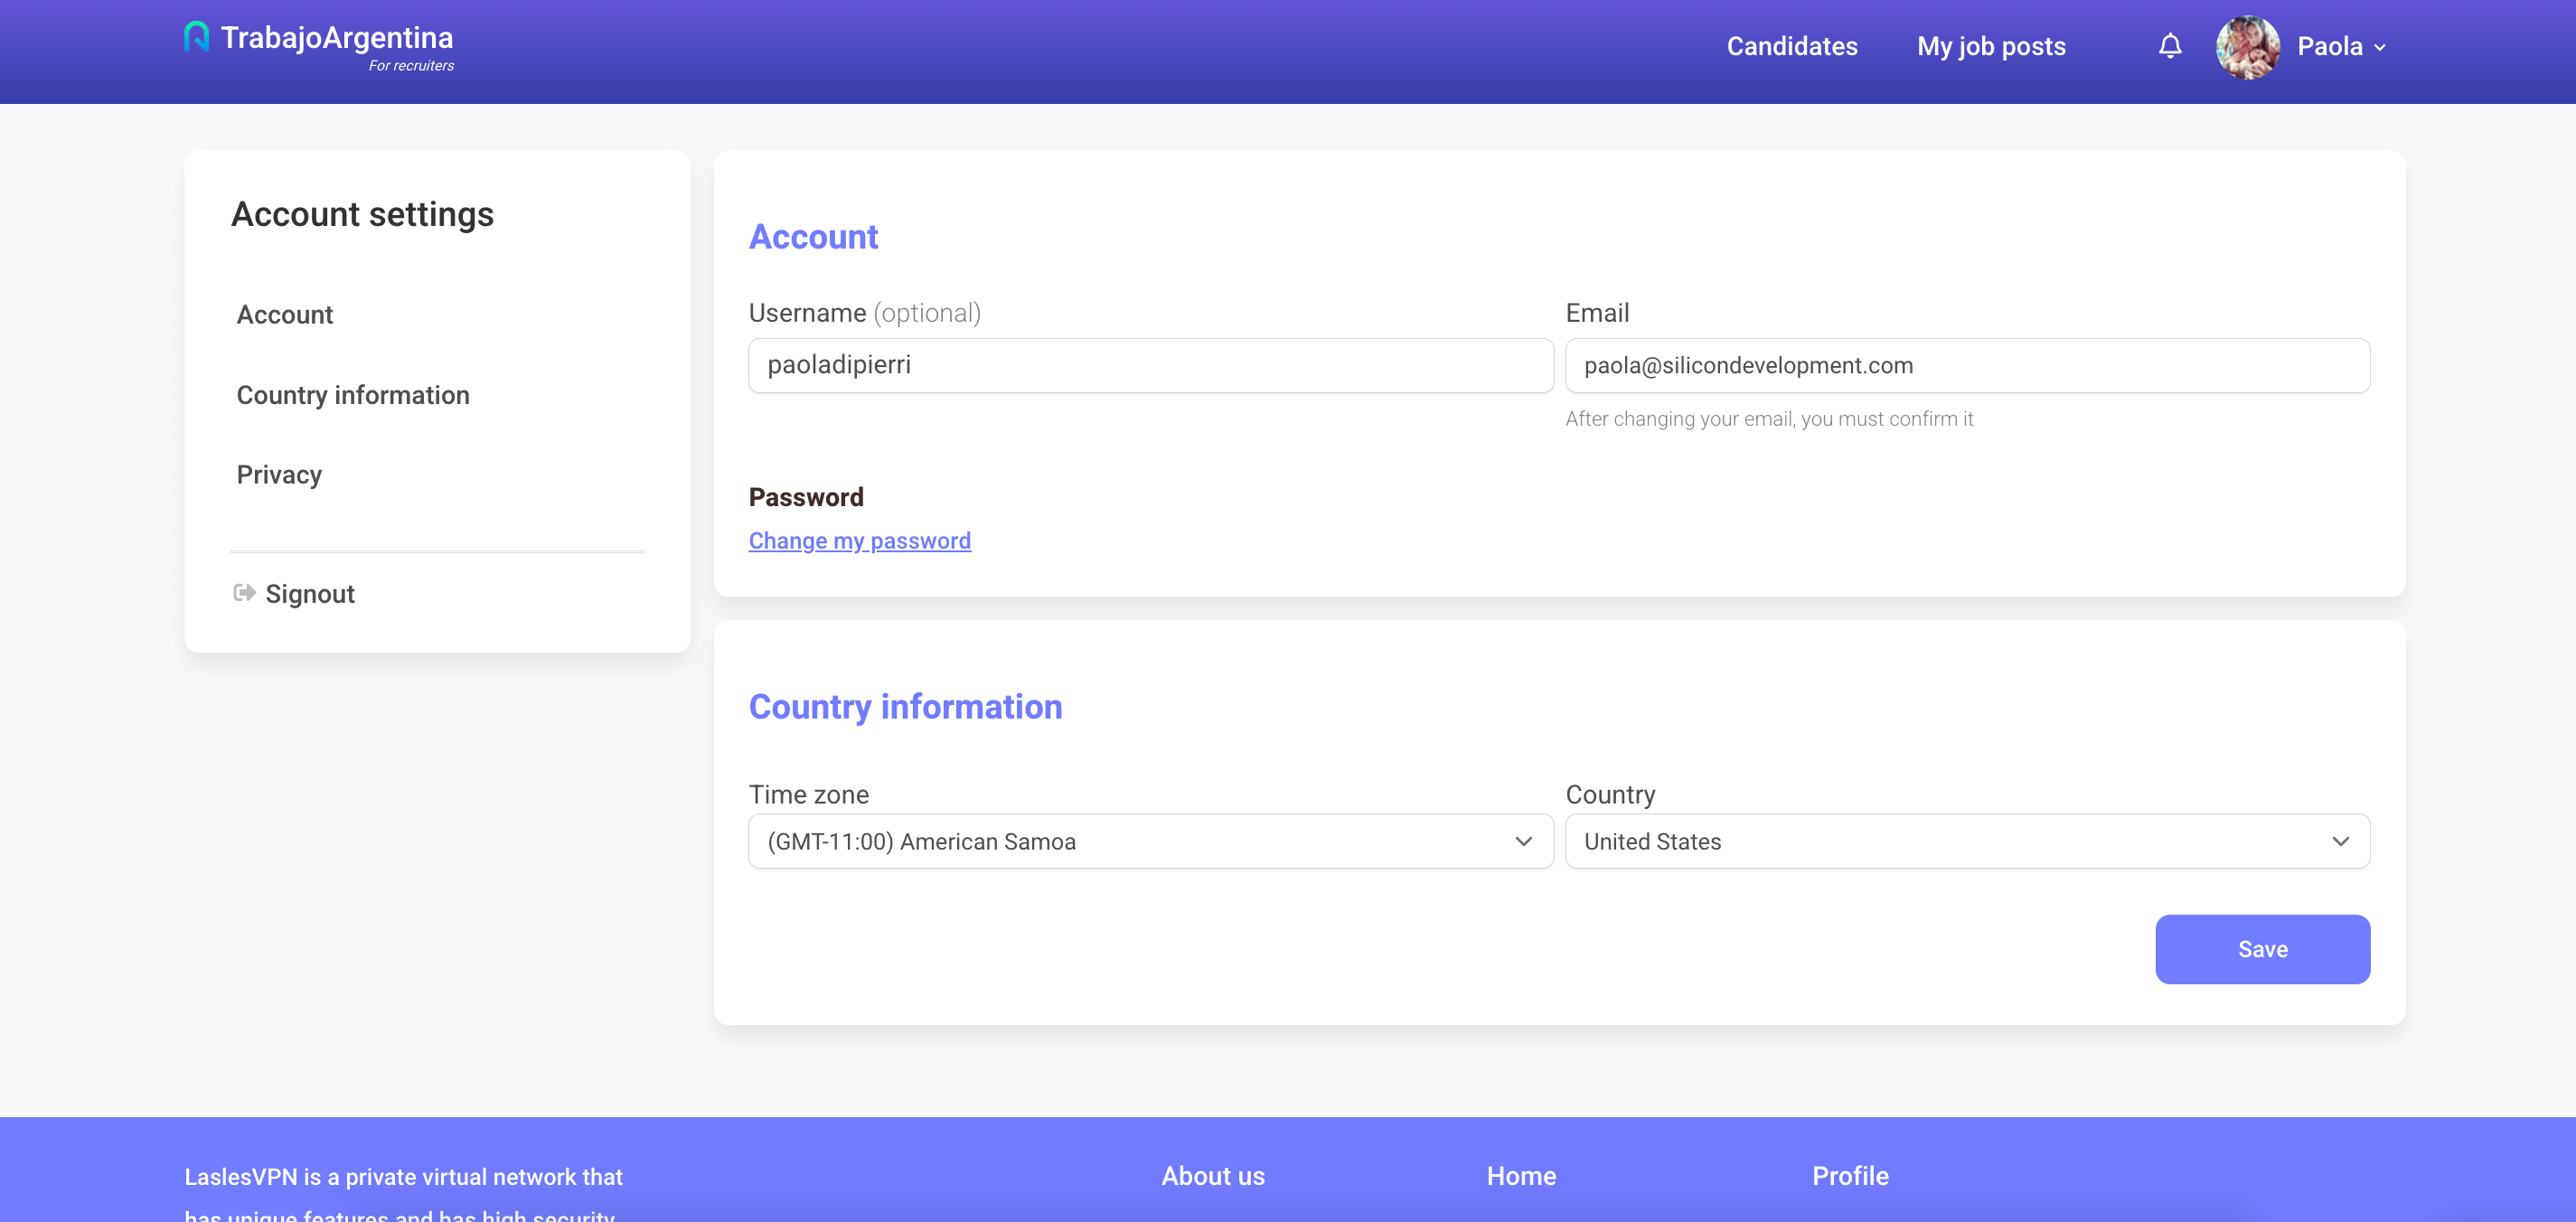 TrabajoArgentina
For recruiters
Candidates
My job posts
Paola
Account settings
Account
Country information
Privacy
Signout
Account
Username (optional)
Email
paoladipierri
paola@silicondevelopment.com
After changing your email, you must confirm it
Password
Change my password
Country information
Time zone
Country
(GMT-11:00) American Samoa
United States
Save
LaslesVPN is a private virtual network that
has unique features and has high security.
About us
Home
Profile